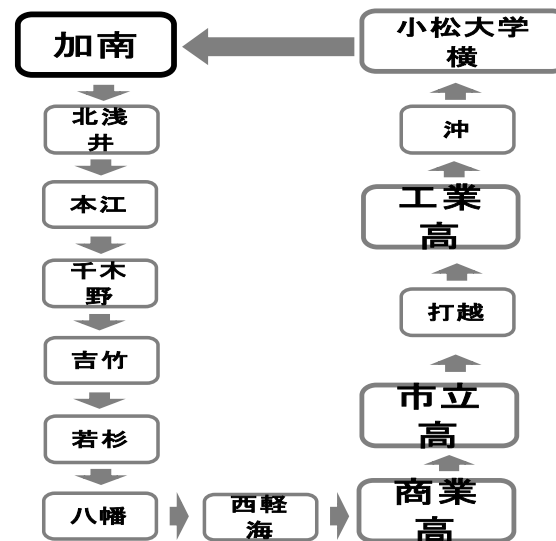 加南
北浅
井
本江
千木
野
吉竹
若杉
八幡
西軽
海
商業
高
市立
高
打越
工業
高
沖
小松大学
横